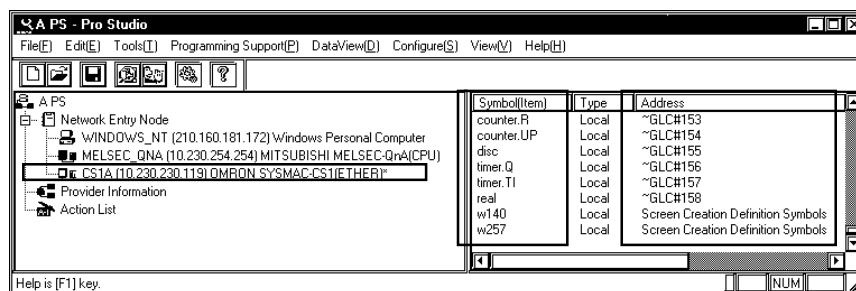 A PS - Pro Studio
File(F) Edit(E) Tools(T) Programming Support(P) DataView(D) Configure(S) View(V) Help(H)
A PS
Network Entry Node
WINDOWS_NT (210.160.181.172) Windows Personal Computer
MELSEC_QNA (10.230.254.254) MITSUBISHI MELSEC-QnA(CPU)
CS1A (10.230.230.119) OMRON SYSMAC-CS1(ETHER)*
Provider Information
Action List
Symbol(Item) Type Address
counter.R Local ~GLC#153
counter.UP Local ~GLC#154
disc Local ~GLC#155
timer.Q Local ~GLC#156
timer.TI Local ~GLC#157
real Local ~GLC#158
w140 Local Screen Creation Definition Symbols
w257 Local Screen Creation Definition Symbols
Help is [F1] key.
NUM